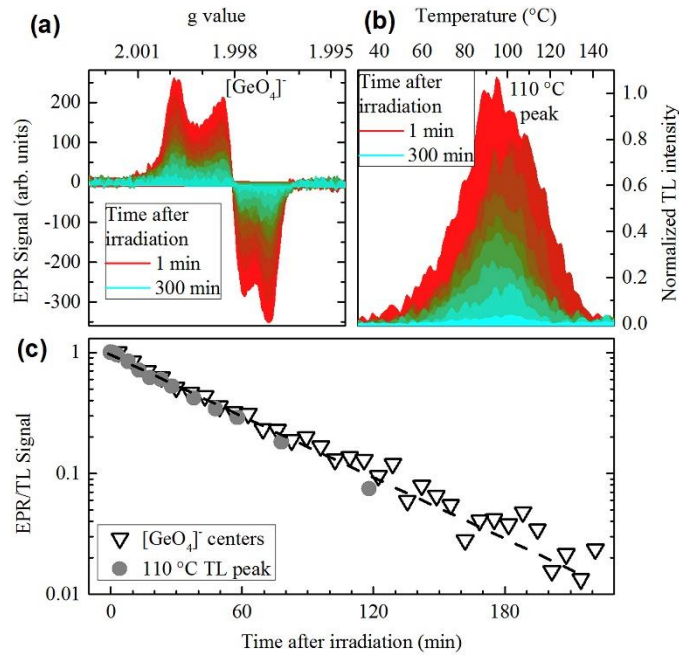 (a)
g value
2.001
1.998
1.995
[GeO₄]⁻
EPR Signal (arb. units)
200
100
0
-100
-200
-300
Time after
irradiation
1 min
300 min
(b)
Temperature (°C)
40
60
80
100
120
140
Time after
irradiation
1 min
300 min
110 °C
peak
1.0
0.8
0.6
0.4
0.2
0.0
Normalized TL intensity
(c)
EPR/TL Signal
1
0.1
0.01
[GeO₄]⁻ centers
110 °C TL peak
0
60
120
180
Time after irradiation (min)